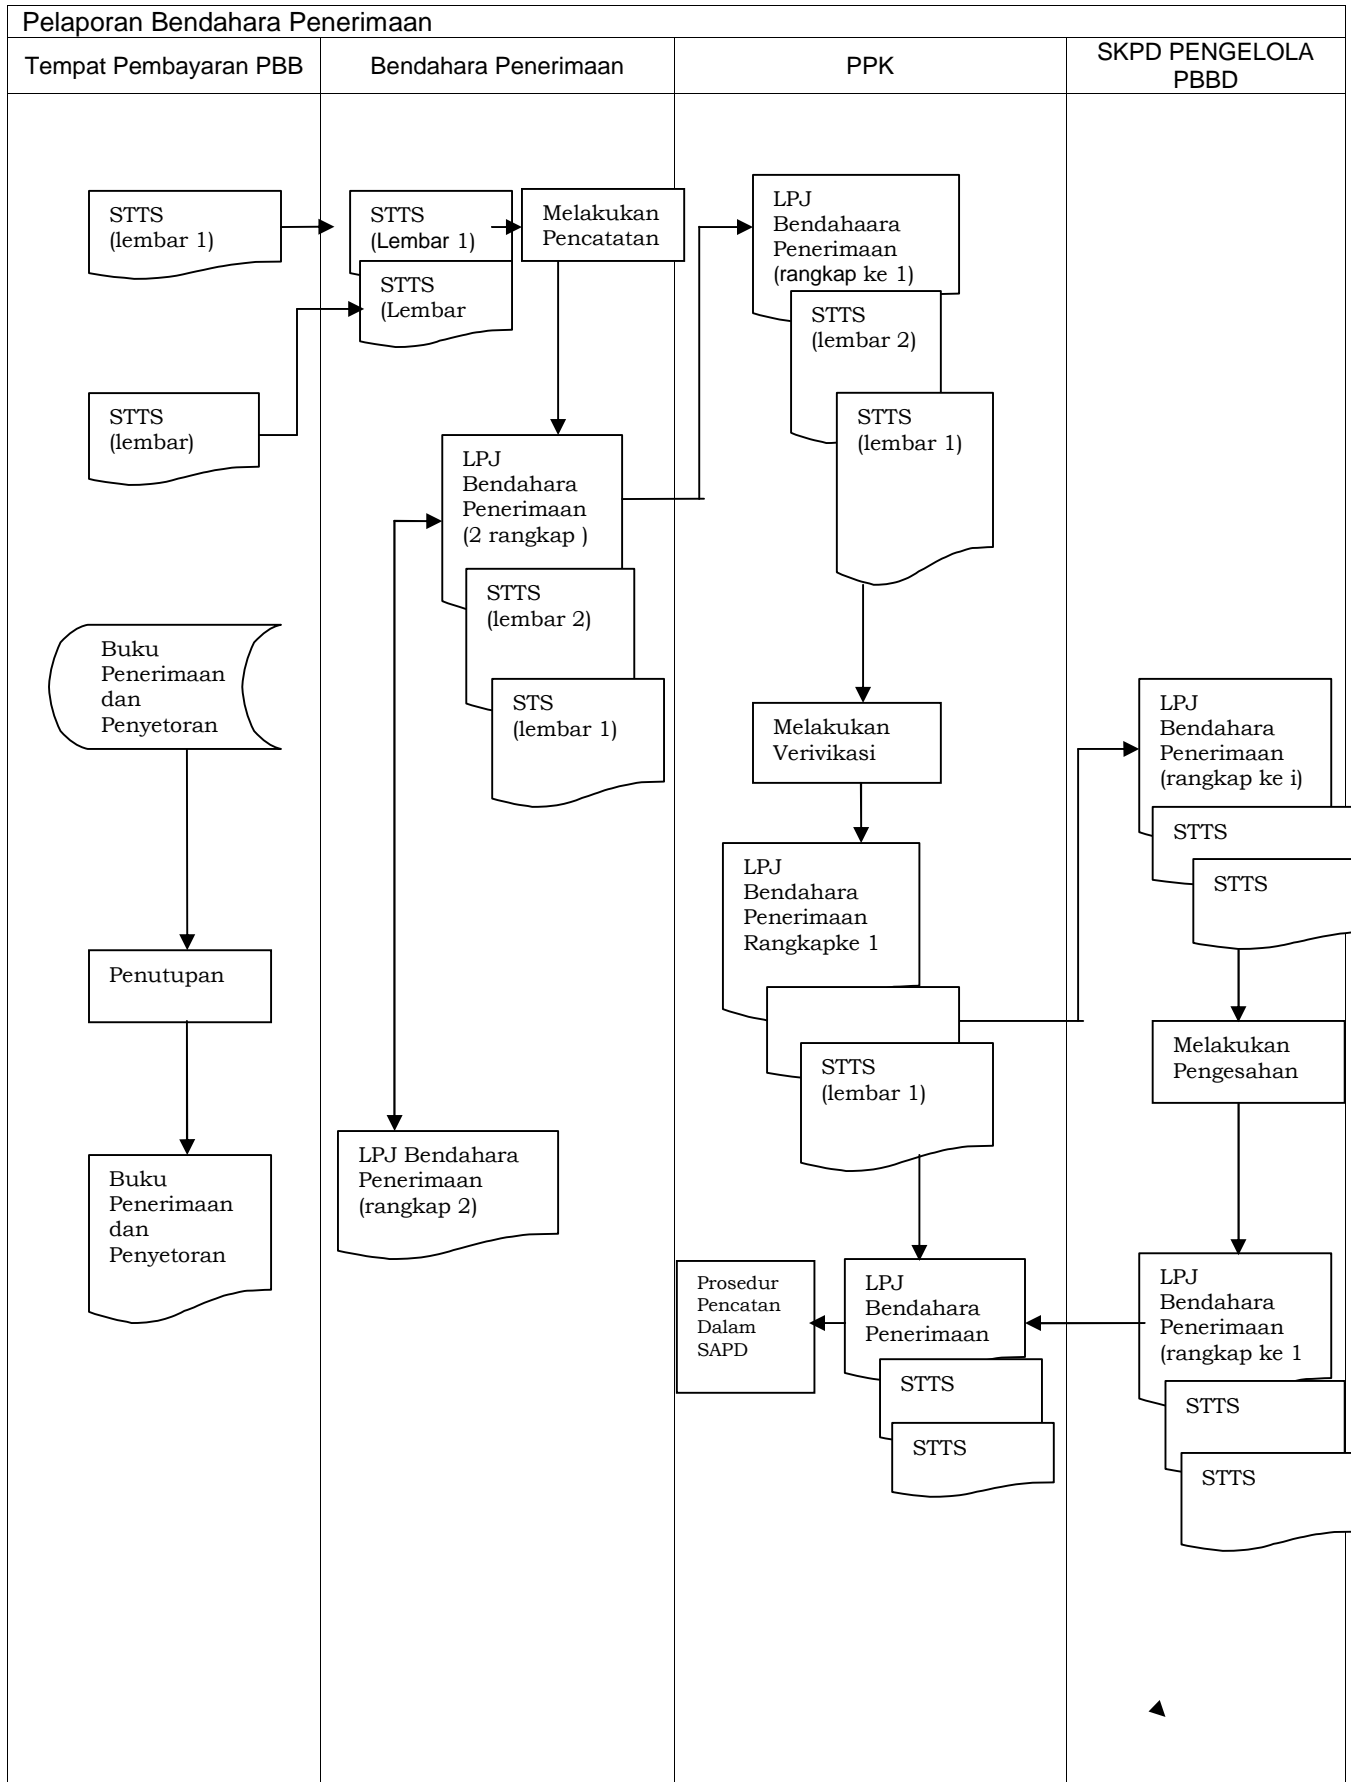 Pelaporan Bendahara Penerimaan
Tempat Pembayaran PBB
Bendahara Penerimaan
PPK
SKPD PENGELOLA
PBBD
STTS
(lembar 1)
STTS
(lembar)
Buku
Penerimaan
dan
Penyetoran
Penutupan
Buku
Penerimaan
dan
Penyetoran
STTS
(Lembar 1)
STTS
(Lembar
Melakukan
Pencatatan
LPJ
Bendahara
Penerimaan
(2 rangkap )
STTS
(lembar 2)
STS
(lembar 1)
LPJ Bendahara
Penerimaan
(rangkap 2)
LPJ
Bendahaara
Penerimaan
(rangkap ke 1)
STTS
(lembar 2)
STTS
(lembar 1)
Melakukan
Verivikasi
LPJ
Bendahara
Penerimaan
Rangkapke 1
STTS
(lembar 1)
Prosedur
Pencatan
Dalam
SAPD
LPJ
Bendahara
Penerimaan
STTS
STTS
LPJ
Bendahara
Penerimaan
(rangkap ke i)
STTS
STTS
Melakukan
Pengesahan
LPJ
Bendahara
Penerimaan
(rangkap ke 1
STTS
STTS